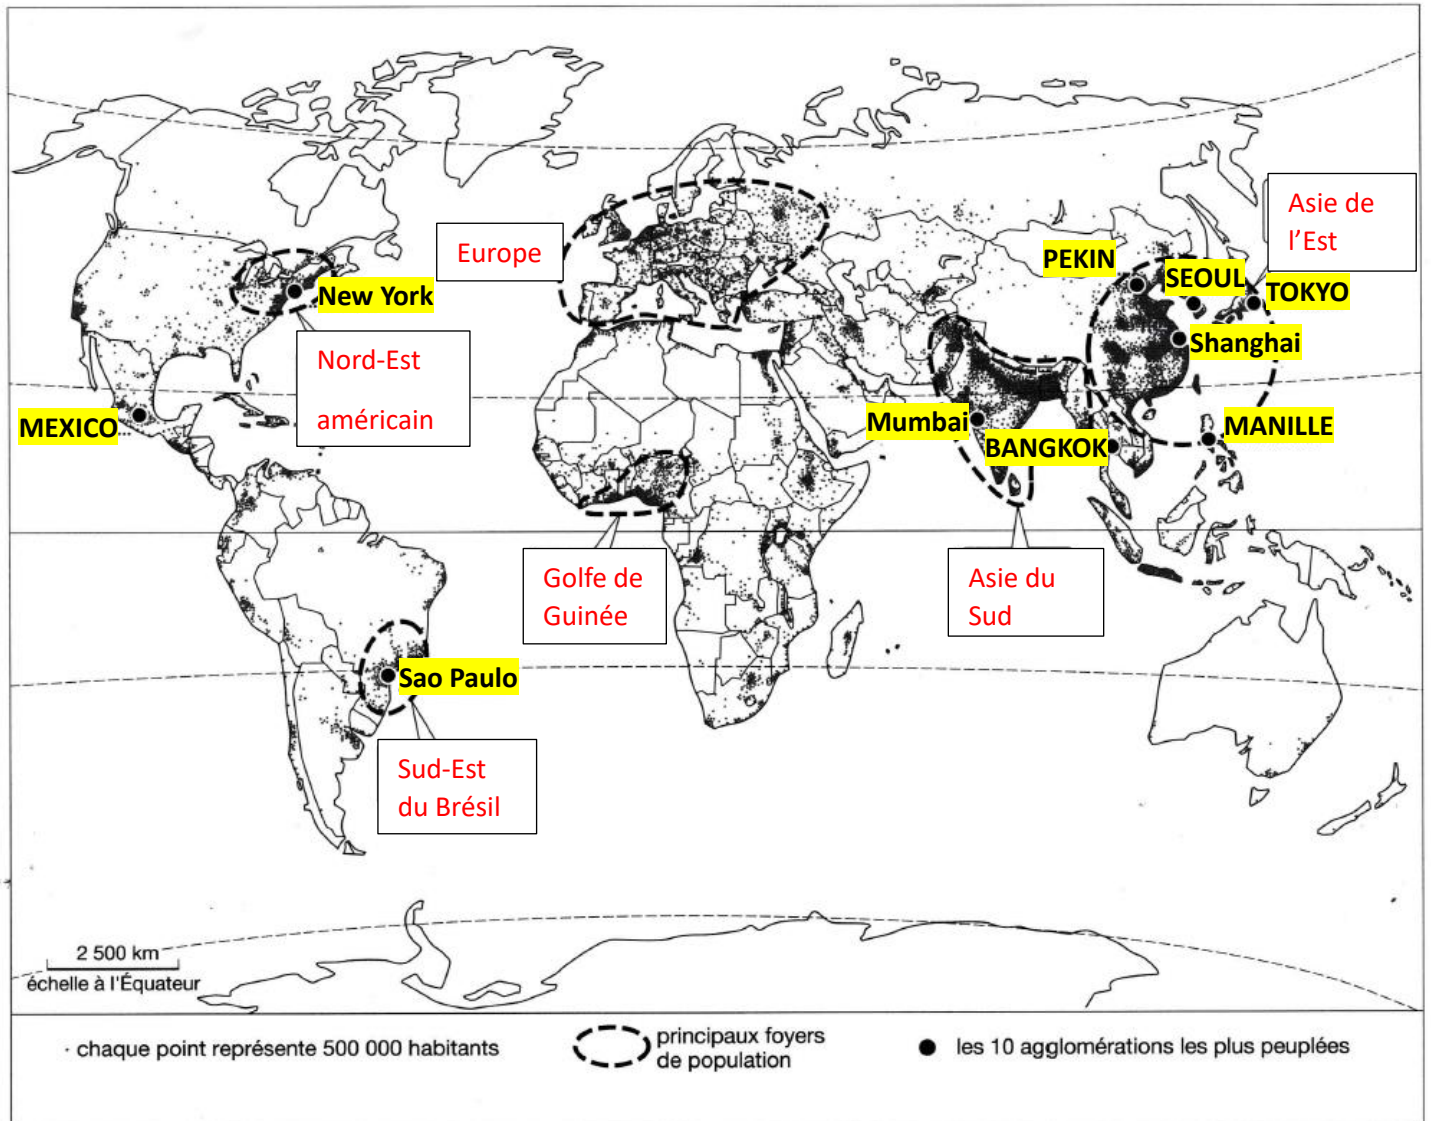 Asie de
l’Est
Europe
PEKIN
SEOUL
TOKYO
New York
Shanghai
Nord-Est
américain
MEXICO
Mumbai
MANILLE
BANGKOK
Golfe de
Guinée
Asie du
Sud
Sao Paulo
Sud-Est
du Brésil
2 500 km
échelle à l'Équateur
· chaque point représente 500 000 habitants
principaux foyers
de population
les 10 agglomérations les plus peuplées